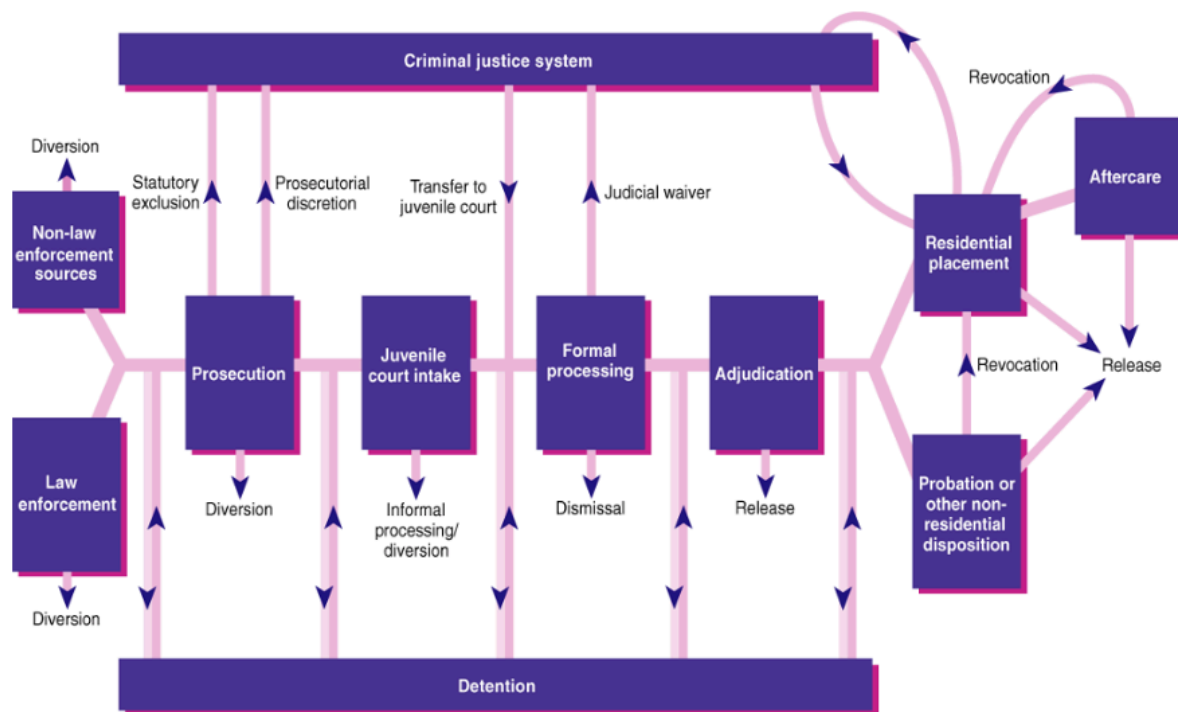 Criminal justice system
Revocation
Diversion
Aftercare
Statutory
exclusion
Prosecutorial
discretion
Transfer to
juvenile court
Judicial waiver
Non-law
enforcement
sources
Residential
placement
Prosecution
Juvenile
court intake
Formal
processing
Adjudication
Revocation
Release
Law
enforcement
Diversion
Informal
processing/
diversion
Dismissal
Release
Probation or
other non-
residential
disposition
Diversion
Detention